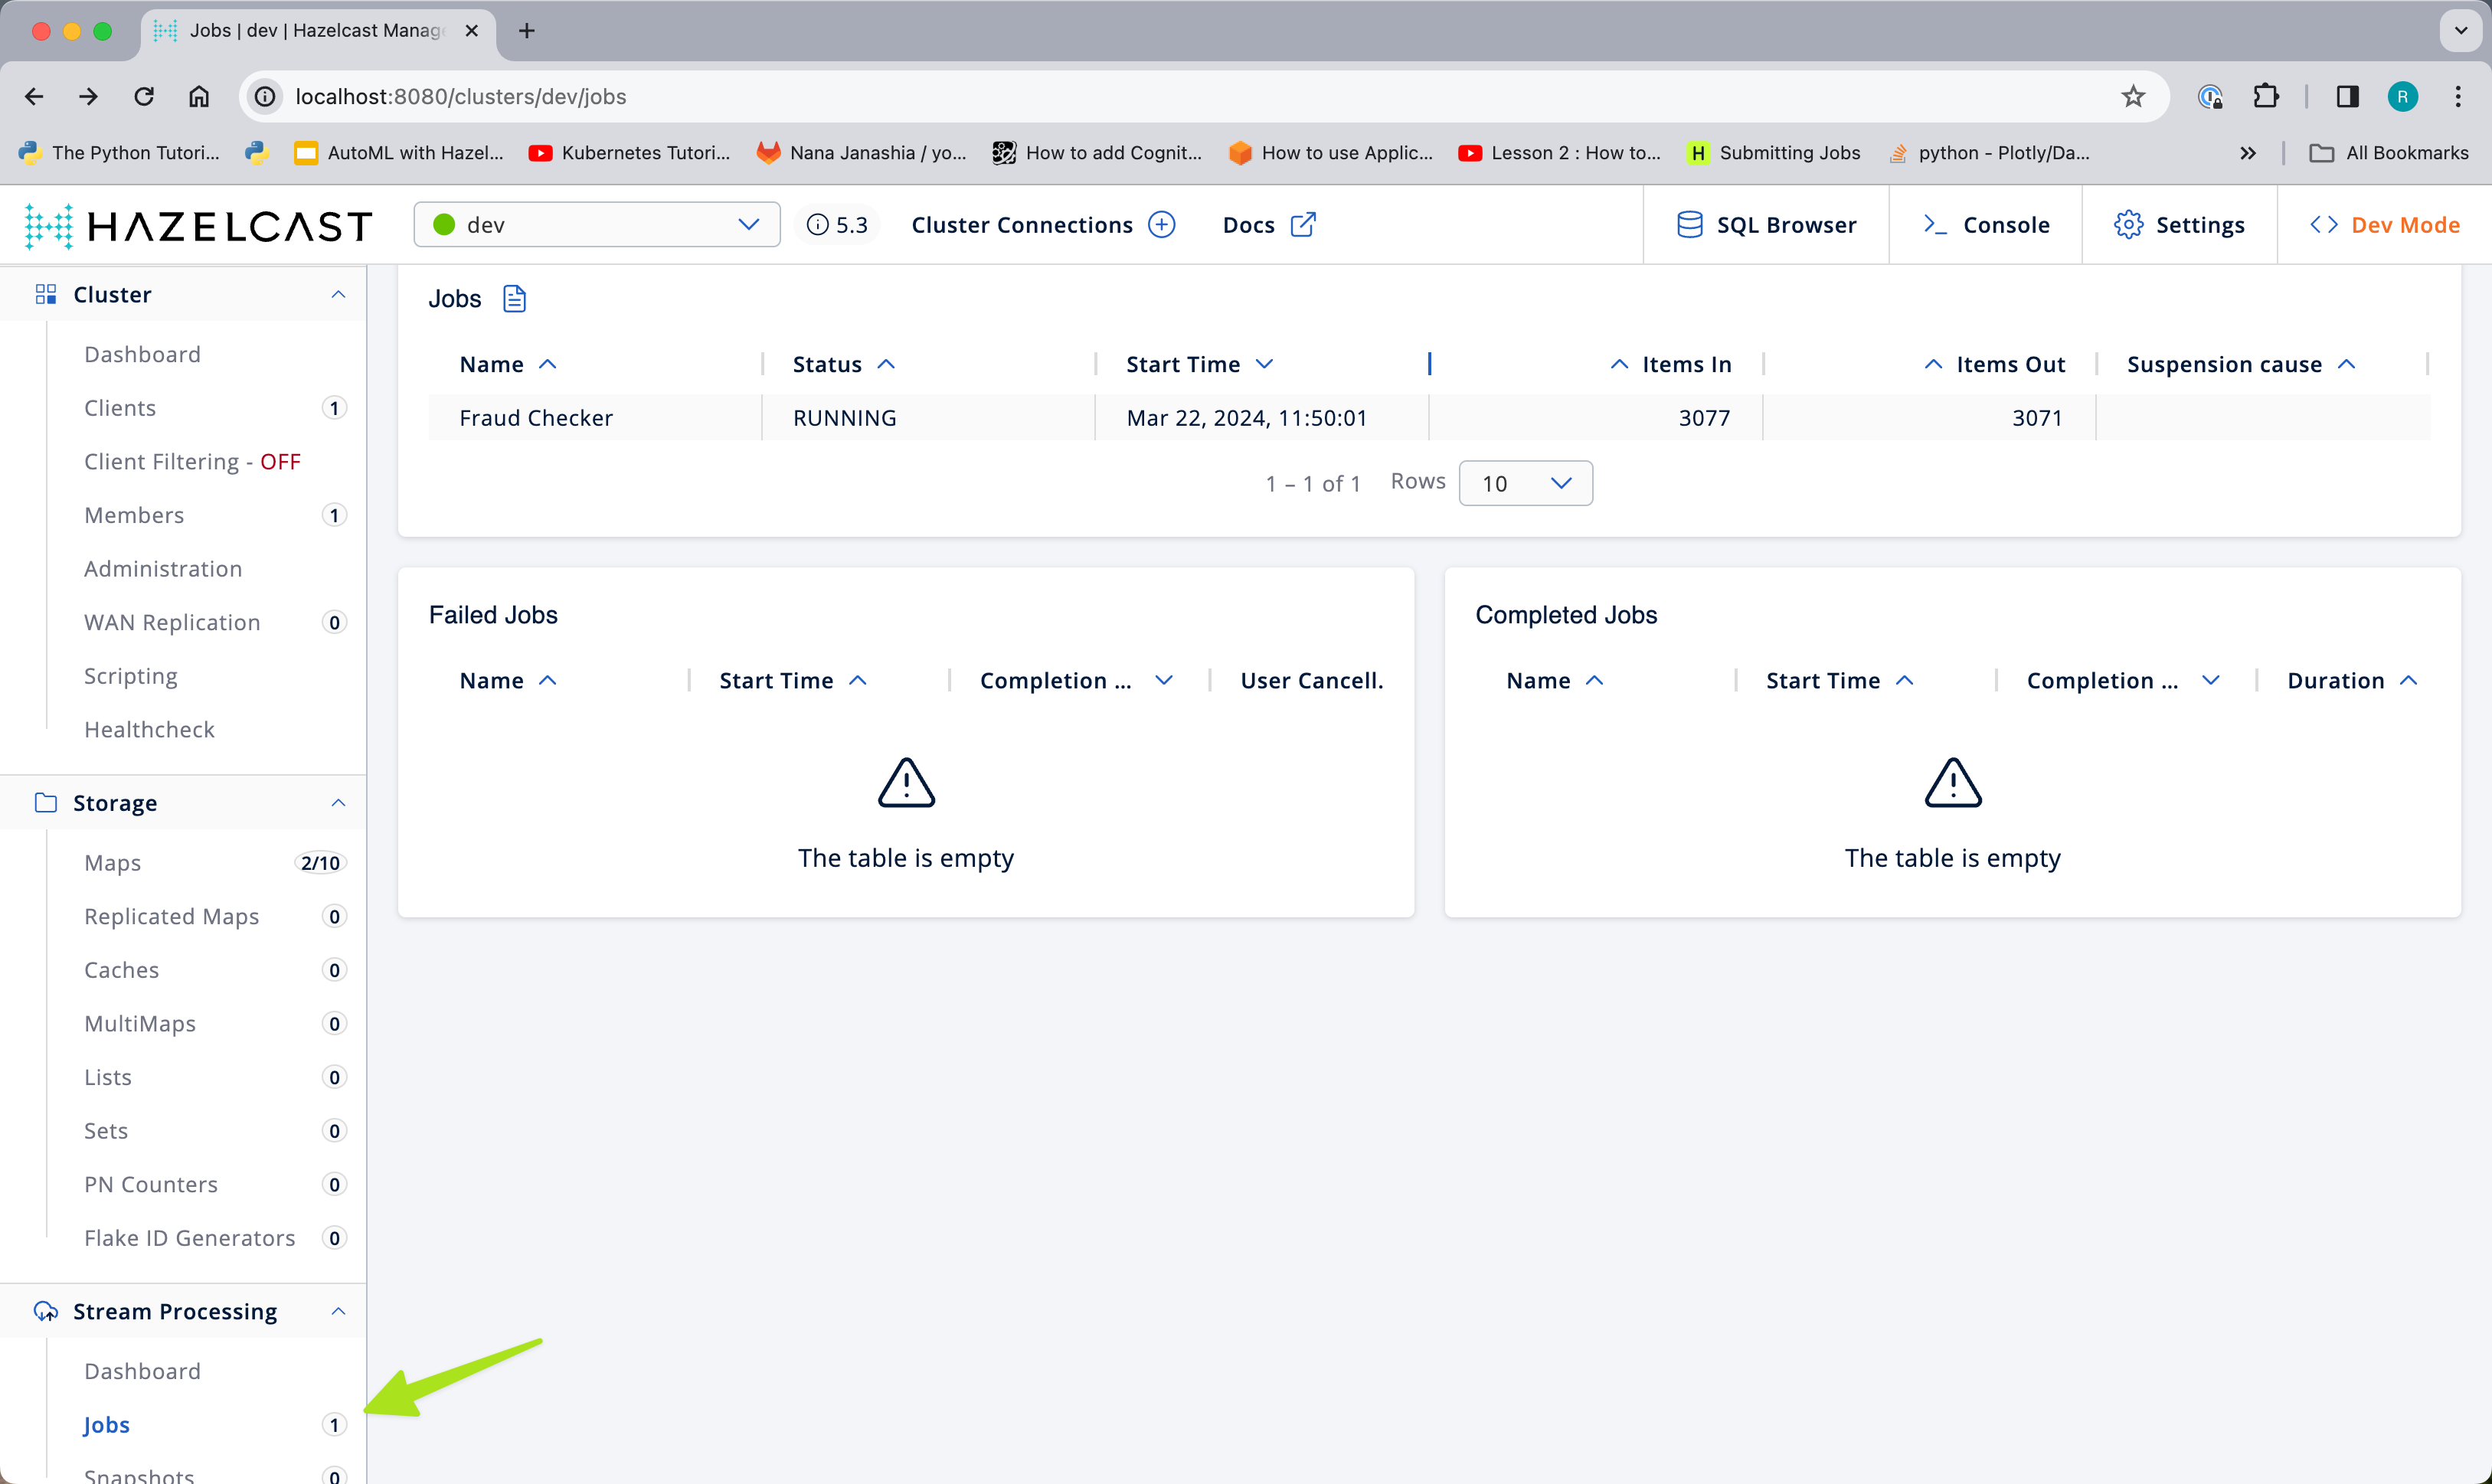 Jobs | dev | Hazelcast Manag
localhost:8080/clusters/dev/jobs
R
The Python Tutori...
AutoML with Hazel...
Kubernetes Tutori...
Nana Janashia / yo...
How to add Cognit...
How to use Applic...
Lesson 2 : How to...
H Submitting Jobs
python - Plotly/Da...
All Bookmarks
HAZELCAST
dev
5.3
Cluster Connections
Docs
SQL Browser
Console
Settings
Dev Mode
Cluster
Dashboard
Clients 1
Client Filtering - OFF
Members 1
Administration
WAN Replication 0
Scripting
Healthcheck
Storage
Maps 2/10
Replicated Maps 0
Caches 0
MultiMaps 0
Lists 0
Sets 0
PN Counters 0
Flake ID Generators 0
Stream Processing
Dashboard
Jobs 1
Snapshots 0
Jobs
Name Status Start Time Items In Items Out Suspension cause
Fraud Checker RUNNING Mar 22, 2024, 11:50:01 3077 3071
1 – 1 of 1 Rows 10
Failed Jobs
Name Start Time Completion ... User Cancell.
The table is empty
Completed Jobs
Name Start Time Completion ... Duration
The table is empty